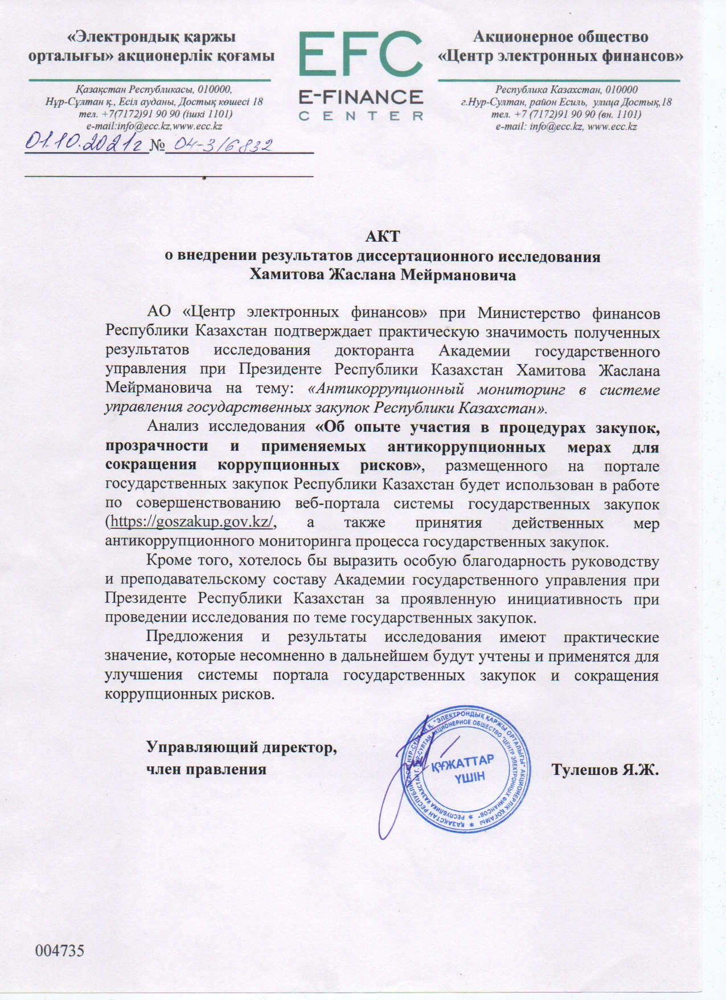 «Электрондық қаржы
орталығы» акционерлік қоғамы
Қазақстан Республикасы, 010000,
Нұр-Сұлтан қ., Есіл ауданы, Достық көшесі 18
тел. +7(7172)91 90 90 (ішкі 1101)
e-mail:info@ecc.kz,www.ecc.kz
EFC
E-FINANCE
CENTER
Акционерное общество
«Центр электронных финансов»
Республика Казахстан, 010000
г.Нур-Султан, район Есиль, улица Достық,18
тел. +7 (7172)91 90 90 (вн. 1101)
e-mail: info@ecc.kz, www.ecc.kz
01.10.2021г № 04-3/6832
АКТ
о внедрении результатов диссертационного исследования
Хамитова Жаслана Мейрмановича
АО «Центр электронных финансов» при Министерство финансов
Республики Казахстан подтверждает практическую значимость полученных
результатов исследования докторанта Академии государственного
управления при Президенте Республики Казахстан Хамитова Жаслана
Мейрмановича на тему: «Антикоррупционный мониторинг в системе
управления государственных закупок Республики Казахстан».
Анализ исследования «Об опыте участия в процедурах закупок,
прозрачности и применяемых антикоррупционных мерах для
сокращения коррупционных рисков», размещенного на портале
государственных закупок Республики Казахстан будет использован в работе
по совершенствованию веб-портала системы государственных закупок
(https://goszakup.gov.kz/, а также принятия действенных мер
антикоррупционного мониторинга процесса государственных закупок.
Кроме того, хотелось бы выразить особую благодарность руководству
и преподавательскому составу Академии государственного управления при
Президенте Республики Казахстан за проявленную инициативность при
проведении исследования по теме государственных закупок.
Предложения и результаты исследования имеют практические
значение, которые несомненно в дальнейшем будут учтены и применятся для
улучшения системы портала государственных закупок и сокращения
коррупционных рисков.
Управляющий директор,
член правления
Тулешов Я.Ж.
ҚАЗАҚСТАН РЕСПУБЛИКАСЫ НҰР-СҰЛТАН Қ. "ЭЛЕКТРОНДЫҚ ҚАРЖЫ ОРТАЛЫҒЫ" АКЦИОНЕРЛІК ҚОҒАМЫ
РЕСПУБЛИКА КАЗАХСТАН Г. НУР-СУЛТАН АКЦИОНЕРНОЕ ОБЩЕСТВО "ЦЕНТР ЭЛЕКТРОННЫХ ФИНАНСОВ"
ҚҰЖАТТАР
ҮШІН
004735